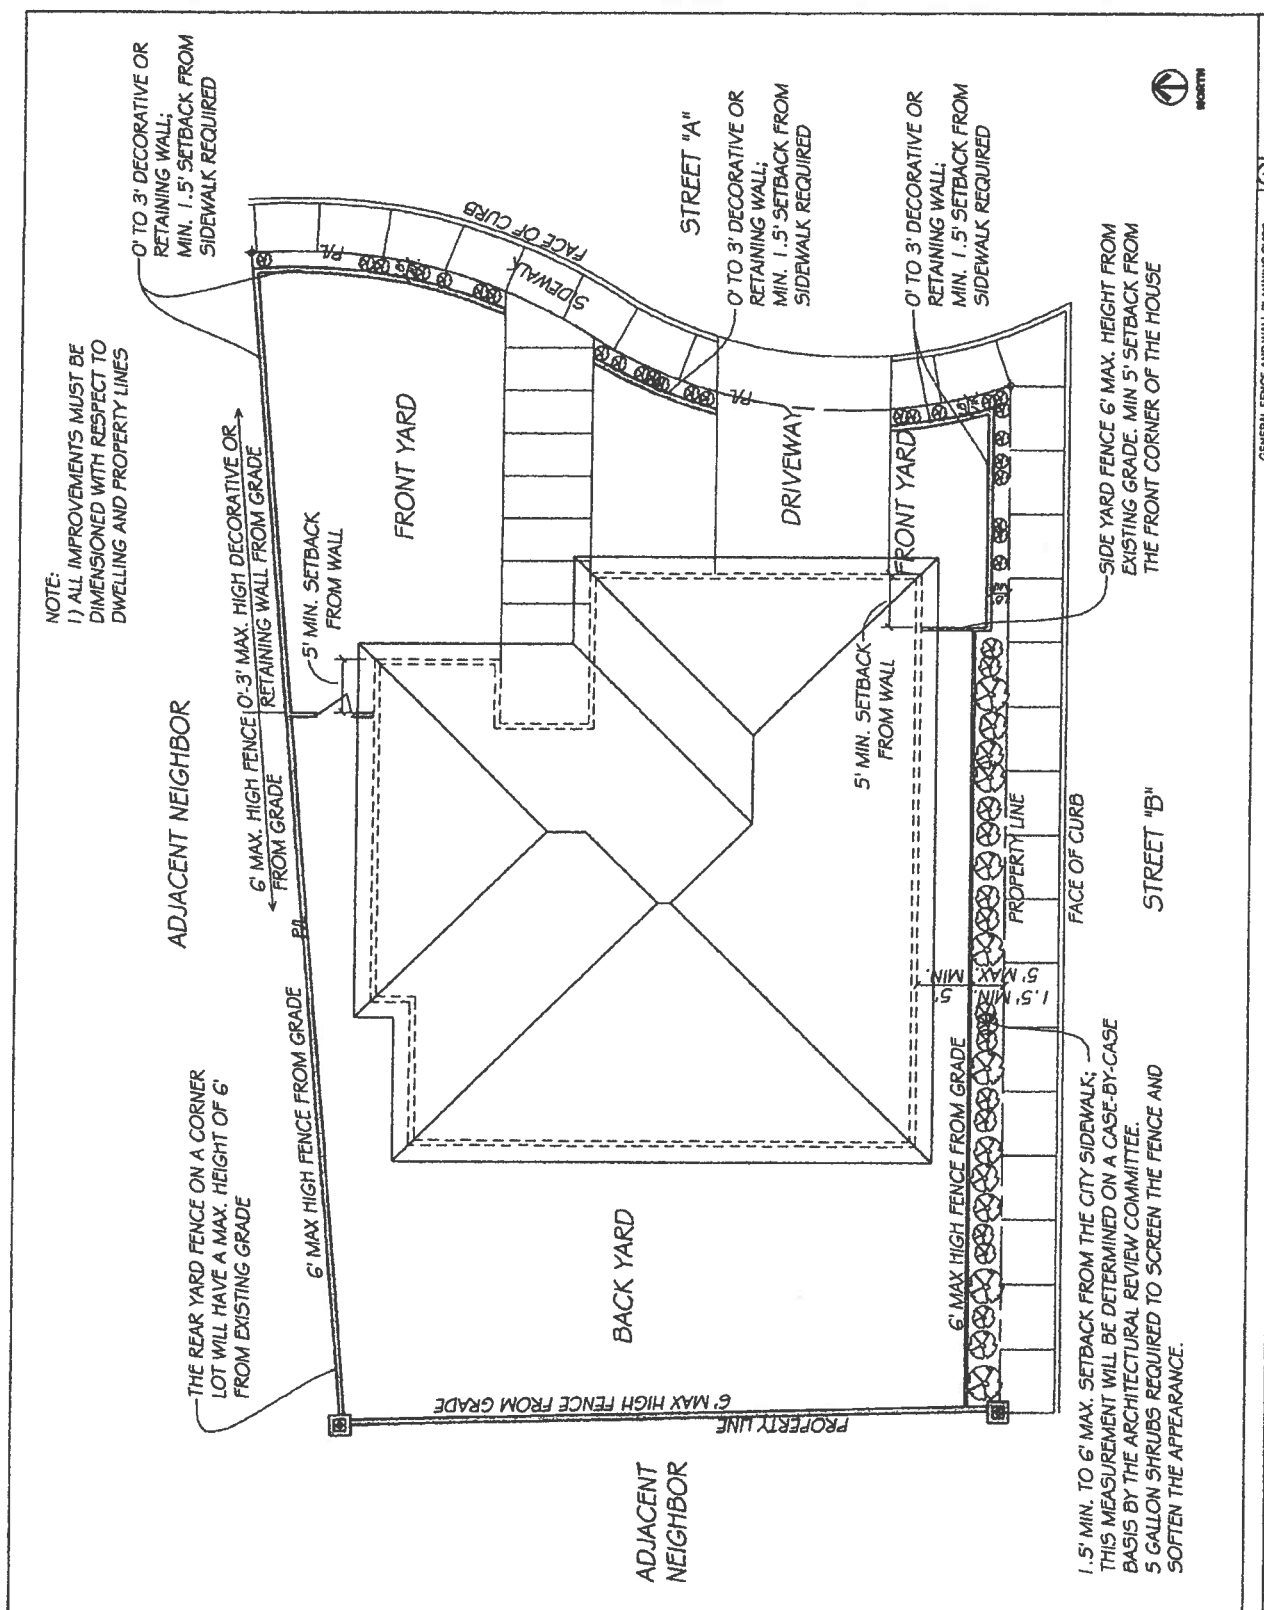 NOTE:
1) ALL IMPROVEMENTS MUST BE
DIMENSIONED WITH RESPECT TO
DWELLING AND PROPERTY LINES
0' TO 3' DECORATIVE OR
RETAINING WALL;
MIN. 1.5' SETBACK FROM
SIDEWALK REQUIRED
ADJACENT NEIGHBOR
THE REAR YARD FENCE ON A CORNER
LOT WILL HAVE A MAX. HEIGHT OF 6'
FROM EXISTING GRADE
6' MAX. HIGH FENCE
FROM GRADE
0'-3' MAX. HIGH DECORATIVE OR
RETAINING WALL FROM GRADE
P/L
6' MAX HIGH FENCE FROM GRADE
5' MIN. SETBACK
FROM WALL
FRONT YARD
P/L
SIDEWALK
FACE OF CURB
STREET "A"
0' TO 3' DECORATIVE OR
RETAINING WALL;
MIN. 1.5' SETBACK FROM
SIDEWALK REQUIRED
P/L
DRIVEWAY
BACK YARD
6' MAX HIGH FENCE FROM GRADE
PROPERTY LINE
ADJACENT
NEIGHBOR
5' MIN. SETBACK
FROM WALL
FRONT YARD
0' TO 3' DECORATIVE OR
RETAINING WALL;
MIN. 1.5' SETBACK FROM
SIDEWALK REQUIRED
6' MAX HIGH FENCE FROM GRADE
5' MIN.
1.5' MIN.
5' MAX.
PROPERTY LINE
FACE OF CURB
SIDE YARD FENCE 6' MAX. HEIGHT FROM
EXISTING GRADE. MIN 5' SETBACK FROM
THE FRONT CORNER OF THE HOUSE
1.5' MIN. TO 6' MAX. SETBACK FROM THE CITY SIDEWALK;
THIS MEASUREMENT WILL BE DETERMINED ON A CASE-BY-CASE
BASIS BY THE ARCHITECTURAL REVIEW COMMITTEE.
5 GALLON SHRUBS REQUIRED TO SCREEN THE FENCE AND
SOFTEN THE APPEARANCE.
STREET "B"
NORTH